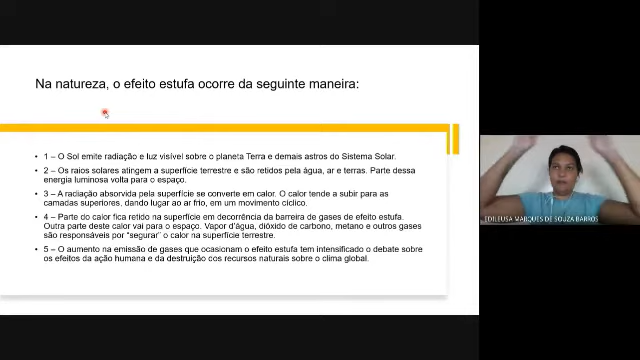 Na natureza, o efeito estufa ocorre da seguinte maneira:
• 1 – O Sol emite radiação e luz visível sobre o planeta Terra e demais astros do Sistema Solar.
• 2 – Os raios solares atingem a superfície terrestre e são retidos pela água, ar e terras. Parte dessa
energia luminosa volta para o espaço.
• 3 – A radiação absorvida pela superfície se converte em calor. O calor tende a subir para as
camadas superiores, dando lugar ao ar frio, em um movimento cíclico.
• 4 – Parte do calor fica retido na superfície em decorrência da barreira de gases de efeito estufa.
Outra parte deste calor vai para o espaço. Vapor d'água, dióxido de carbono, metano e outros gases
são responsáveis por "segurar" o calor na superfície terrestre.
• 5 – O aumento na emissão de gases que ocasionam o efeito estufa tem intensificado o debate sobre
os efeitos da ação humana e da destruição dos recursos naturais sobre o clima global.
EDILEUSA MARQUES DE SOUZA BARROS